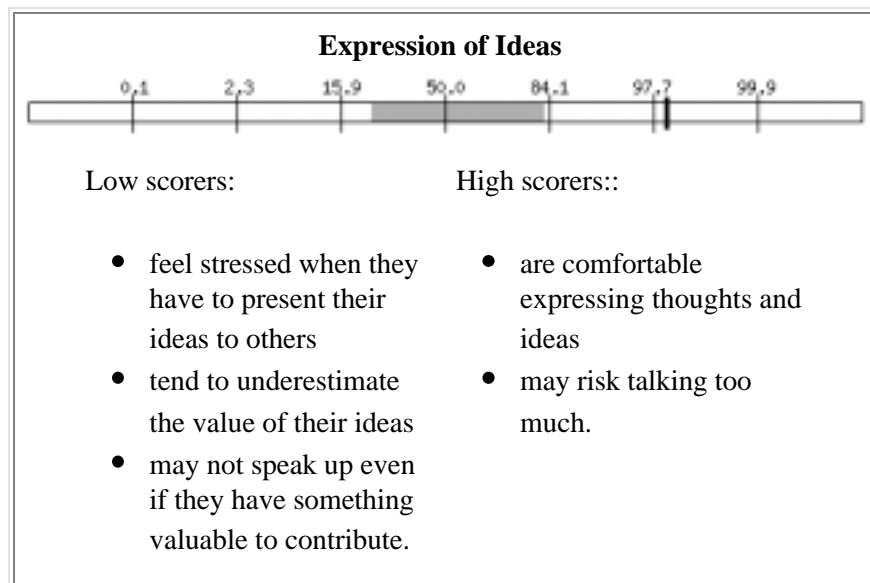 Expression of Ideas
0,1 2,3 15,9 50,0 84,1 97,7 99,9
Low scorers:
feel stressed when they
have to present their
ideas to others
tend to underestimate
the value of their ideas
may not speak up even
if they have something
valuable to contribute.
High scorers::
are comfortable
expressing thoughts and
ideas
may risk talking too
much.